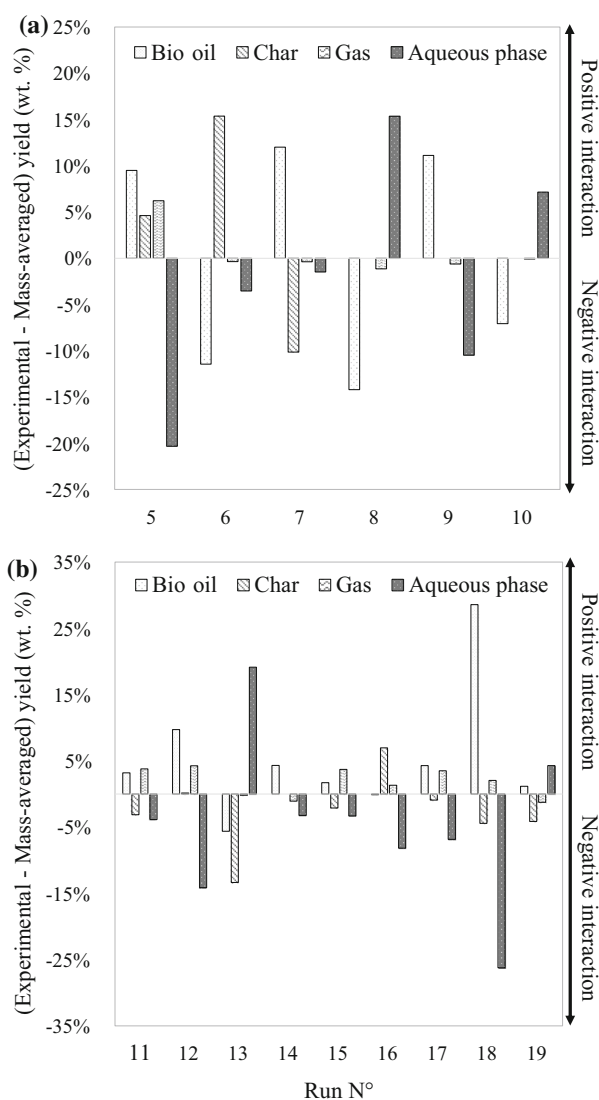 (a)
25%
20%
15%
10%
5%
0%
-5%
-10%
-15%
-20%
-25%
(Experimental - Mass-averaged) yield (wt. %)
Bio oil Char Gas Aqueous phase
Positive interaction
Negative interaction
5 6 7 8 9 10
(b)
35%
25%
15%
5%
-5%
-15%
-25%
-35%
(Experimental - Mass-averaged) yield (wt. %)
Bio oil Char Gas Aqueous phase
Positive interaction
Negative interaction
11 12 13 14 15 16 17 18 19
Run N°